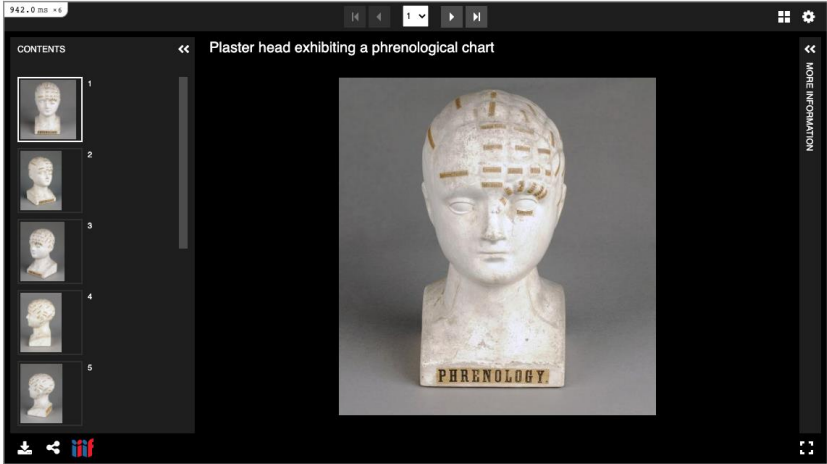 942.0 ms ×6
1
CONTENTS
Plaster head exhibiting a phrenological chart
MORE INFORMATION
1
2
3
4
5
PHRENOLOGY.
iiif